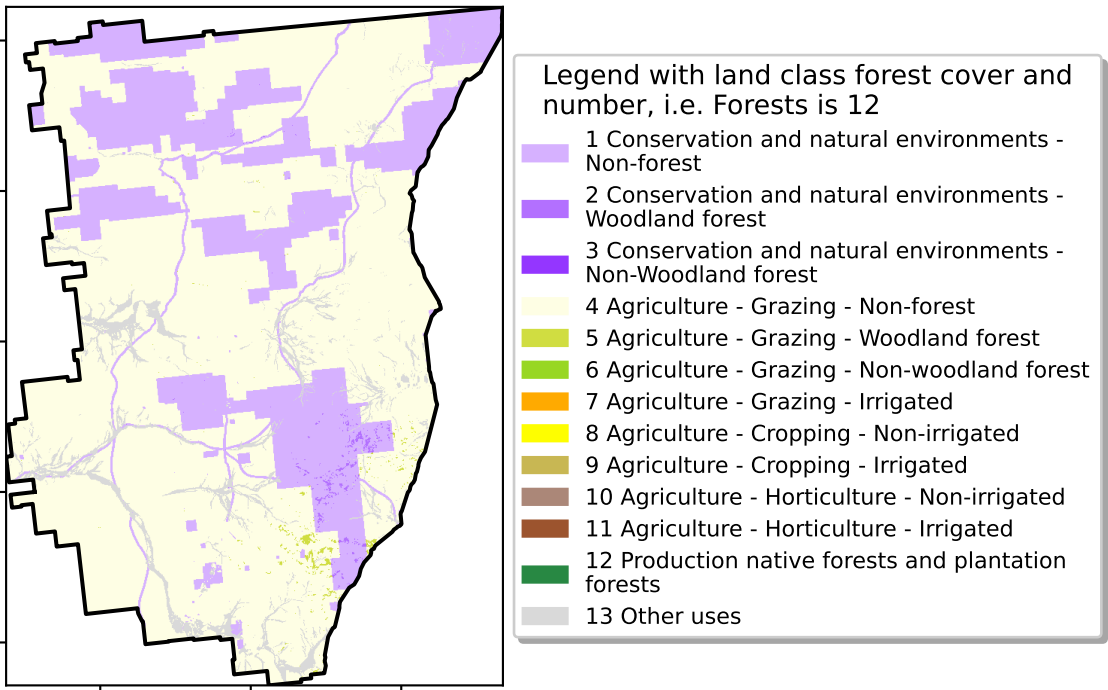 Legend with land class forest cover and
number, i.e. Forests is 12
1 Conservation and natural environments -
Non-forest
2 Conservation and natural environments -
Woodland forest
3 Conservation and natural environments -
Non-Woodland forest
4 Agriculture - Grazing - Non-forest
5 Agriculture - Grazing - Woodland forest
6 Agriculture - Grazing - Non-woodland forest
7 Agriculture - Grazing - Irrigated
8 Agriculture - Cropping - Non-irrigated
9 Agriculture - Cropping - Irrigated
10 Agriculture - Horticulture - Non-irrigated
11 Agriculture - Horticulture - Irrigated
12 Production native forests and plantation
forests
13 Other uses